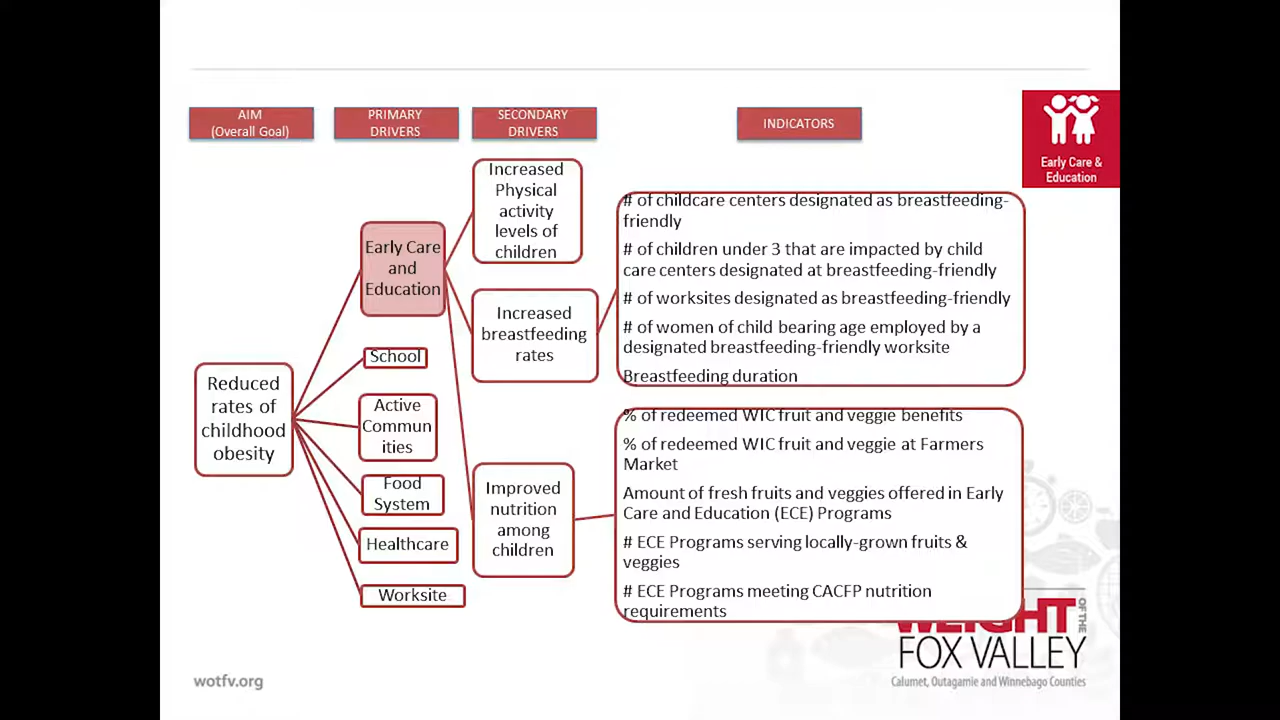 AIM
(Overall Goal)
PRIMARY
DRIVERS
SECONDARY
DRIVERS
INDICATORS
Early Care &
Education
Increased
Physical
activity
levels of
children
Early Care
and
Education
Increased
breastfeeding
rates
# of childcare centers designated as breastfeeding-
friendly
# of children under 3 that are impacted by child
care centers designated at breastfeeding-friendly
# of worksites designated as breastfeeding-friendly
# of women of child bearing age employed by a
designated breastfeeding-friendly worksite
Breastfeeding duration
School
Reduced
rates of
childhood
obesity
Active
Commun
ities
Food
System
Healthcare
Worksite
Improved
nutrition
among
children
% of redeemed WIC fruit and veggie benefits
% of redeemed WIC fruit and veggie at Farmers
Market
Amount of fresh fruits and veggies offered in Early
Care and Education (ECE) Programs
# ECE Programs serving locally-grown fruits &
veggies
# ECE Programs meeting CACFP nutrition
requirements
WEIGHT
OF THE
FOX VALLEY
Calumet, Outagamie and Winnebago Counties
wotfv.org